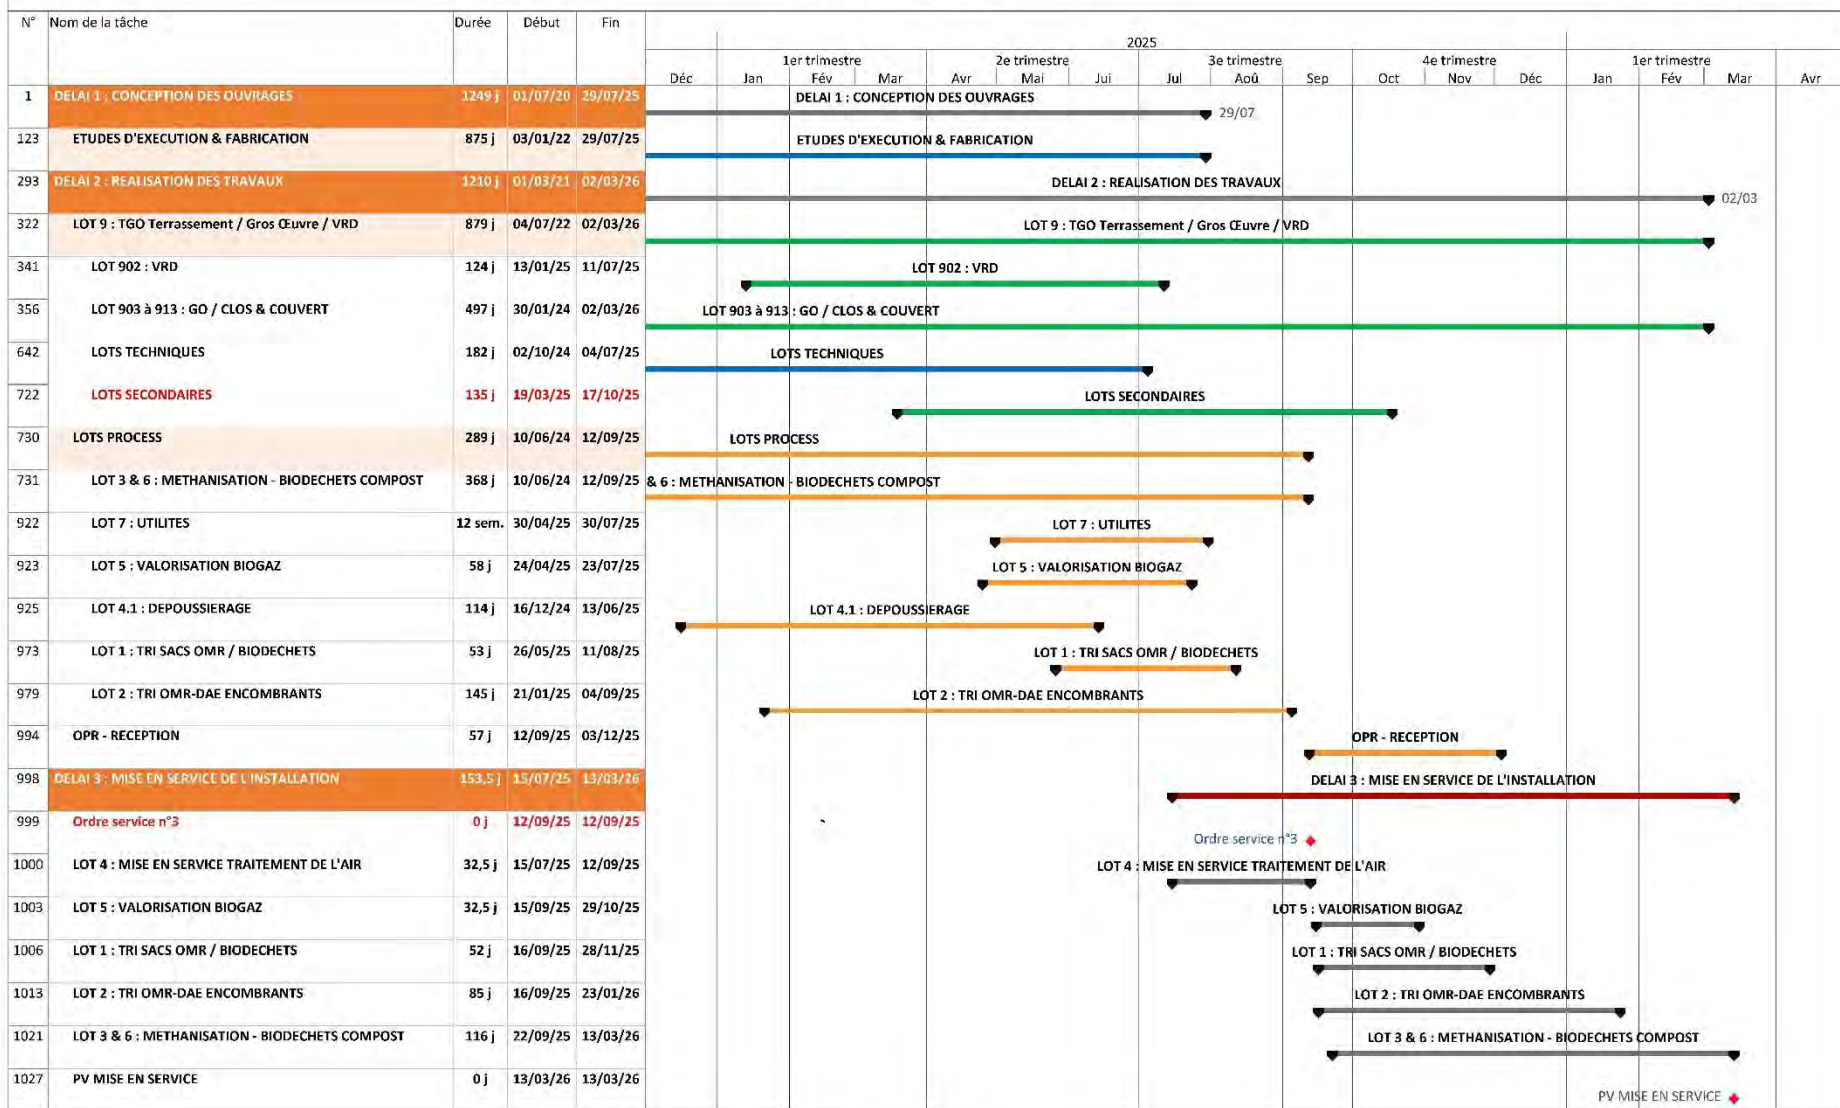 N° Nom de la tâche Durée Début Fin
2025
1er trimestre 2e trimestre 3e trimestre 4e trimestre 1er trimestre
Déc Jan Fév Mar Avr Mai Jui Jul Aoû Sep Oct Nov Déc Jan Fév Mar Avr
1 DELAI 1 : CONCEPTION DES OUVRAGES 1249 j 01/07/20 29/07/25 DELAI 1 : CONCEPTION DES OUVRAGES
29/07
123 ETUDES D'EXECUTION & FABRICATION 875 j 03/01/22 29/07/25 ETUDES D'EXECUTION & FABRICATION
293 DELAI 2 : REALISATION DES TRAVAUX 1210 j 01/03/21 02/03/26 DELAI 2 : REALISATION DES TRAVAUX
02/03
322 LOT 9 : TGO Terrassement / Gros Œuvre / VRD 879 j 04/07/22 02/03/26 LOT 9 : TGO Terrassement / Gros Œuvre / VRD
341 LOT 902 : VRD 124 j 13/01/25 11/07/25 LOT 902 : VRD
356 LOT 903 à 913 : GO / CLOS & COUVERT 497 j 30/01/24 02/03/26 LOT 903 à 913 : GO / CLOS & COUVERT
642 LOTS TECHNIQUES 182 j 02/10/24 04/07/25 LOTS TECHNIQUES
722 LOTS SECONDAIRES 135 j 19/03/25 17/10/25 LOTS SECONDAIRES
730 LOTS PROCESS 289 j 10/06/24 12/09/25 LOTS PROCESS
731 LOT 3 & 6 : METHANISATION - BIODECHETS COMPOST 368 j 10/06/24 12/09/25 & 6 : METHANISATION - BIODECHETS COMPOST
922 LOT 7 : UTILITES 12 sem. 30/04/25 30/07/25 LOT 7 : UTILITES
923 LOT 5 : VALORISATION BIOGAZ 58 j 24/04/25 23/07/25 LOT 5 : VALORISATION BIOGAZ
925 LOT 4.1 : DEPOUSSIERAGE 114 j 16/12/24 13/06/25 LOT 4.1 : DEPOUSSIERAGE
973 LOT 1 : TRI SACS OMR / BIODECHETS 53 j 26/05/25 11/08/25 LOT 1 : TRI SACS OMR / BIODECHETS
979 LOT 2 : TRI OMR-DAE ENCOMBRANTS 145 j 21/01/25 04/09/25 LOT 2 : TRI OMR-DAE ENCOMBRANTS
994 OPR - RECEPTION 57 j 12/09/25 03/12/25 OPR - RECEPTION
998 DELAI 3 : MISE EN SERVICE DE L'INSTALLATION 153,5 j 15/07/25 13/03/26 DELAI 3 : MISE EN SERVICE DE L'INSTALLATION
999 Ordre service n°3 0 j 12/09/25 12/09/25
Ordre service n°3
1000 LOT 4 : MISE EN SERVICE TRAITEMENT DE L'AIR 32,5 j 15/07/25 12/09/25 LOT 4 : MISE EN SERVICE TRAITEMENT DE L'AIR
1003 LOT 5 : VALORISATION BIOGAZ 32,5 j 15/09/25 29/10/25 LOT 5 : VALORISATION BIOGAZ
1006 LOT 1 : TRI SACS OMR / BIODECHETS 52 j 16/09/25 28/11/25 LOT 1 : TRI SACS OMR / BIODECHETS
1013 LOT 2 : TRI OMR-DAE ENCOMBRANTS 85 j 16/09/25 23/01/26 LOT 2 : TRI OMR-DAE ENCOMBRANTS
1021 LOT 3 & 6 : METHANISATION - BIODECHETS COMPOST 116 j 22/09/25 13/03/26 LOT 3 & 6 : METHANISATION - BIODECHETS COMPOST
1027 PV MISE EN SERVICE 0 j 13/03/26 13/03/26
PV MISE EN SERVICE